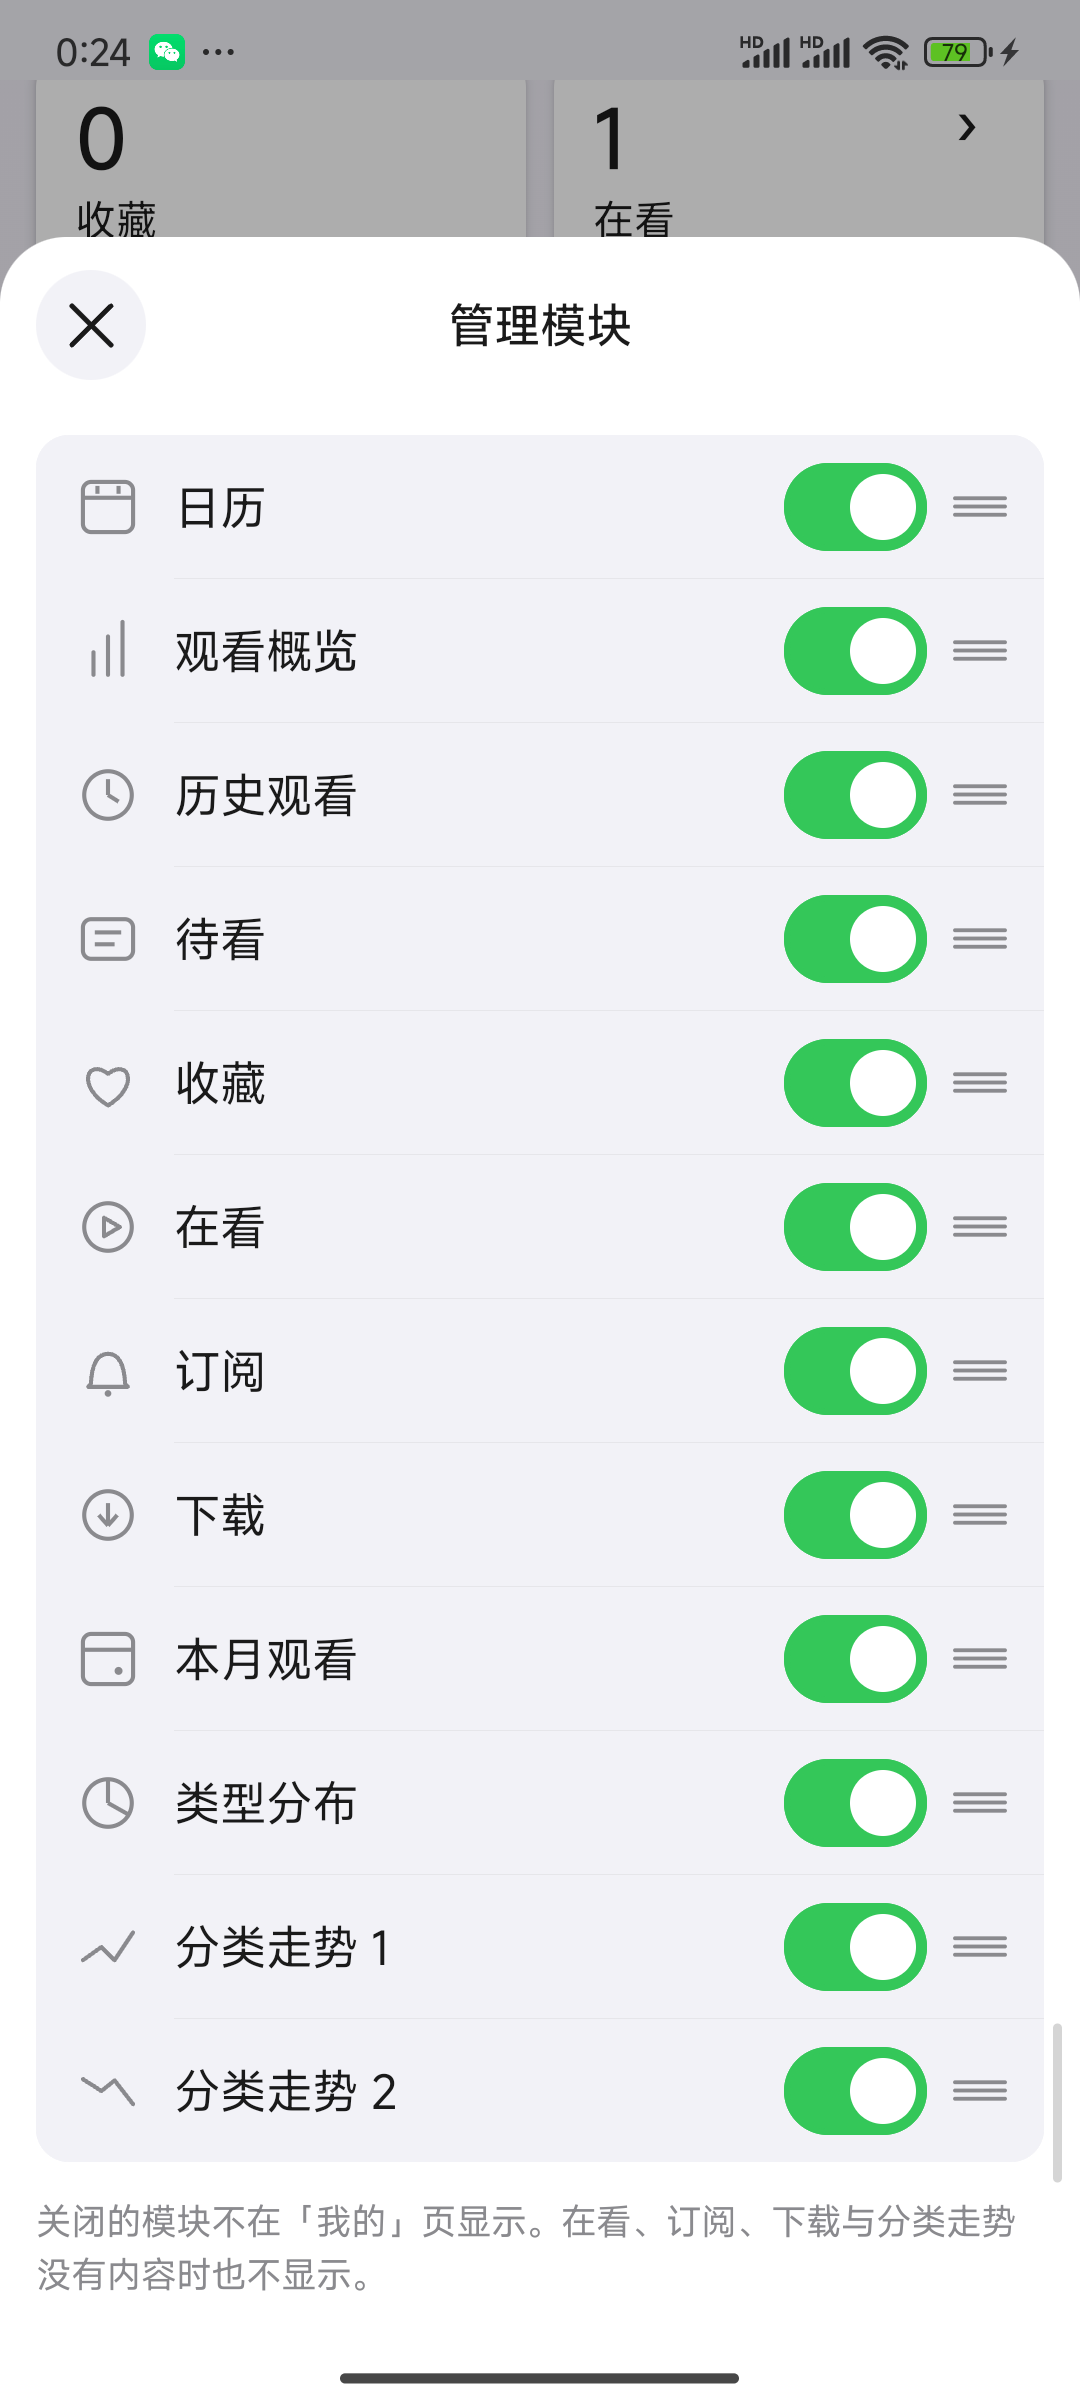 0:24
HD HD 79
0
1
收藏
在看
管理模块
日历
观看概览
历史观看
待看
收藏
在看
订阅
下载
本月观看
类型分布
分类走势 1
分类走势 2
关闭的模块不在「我的」页显示。在看、订阅、下载与分类走势
没有内容时也不显示。